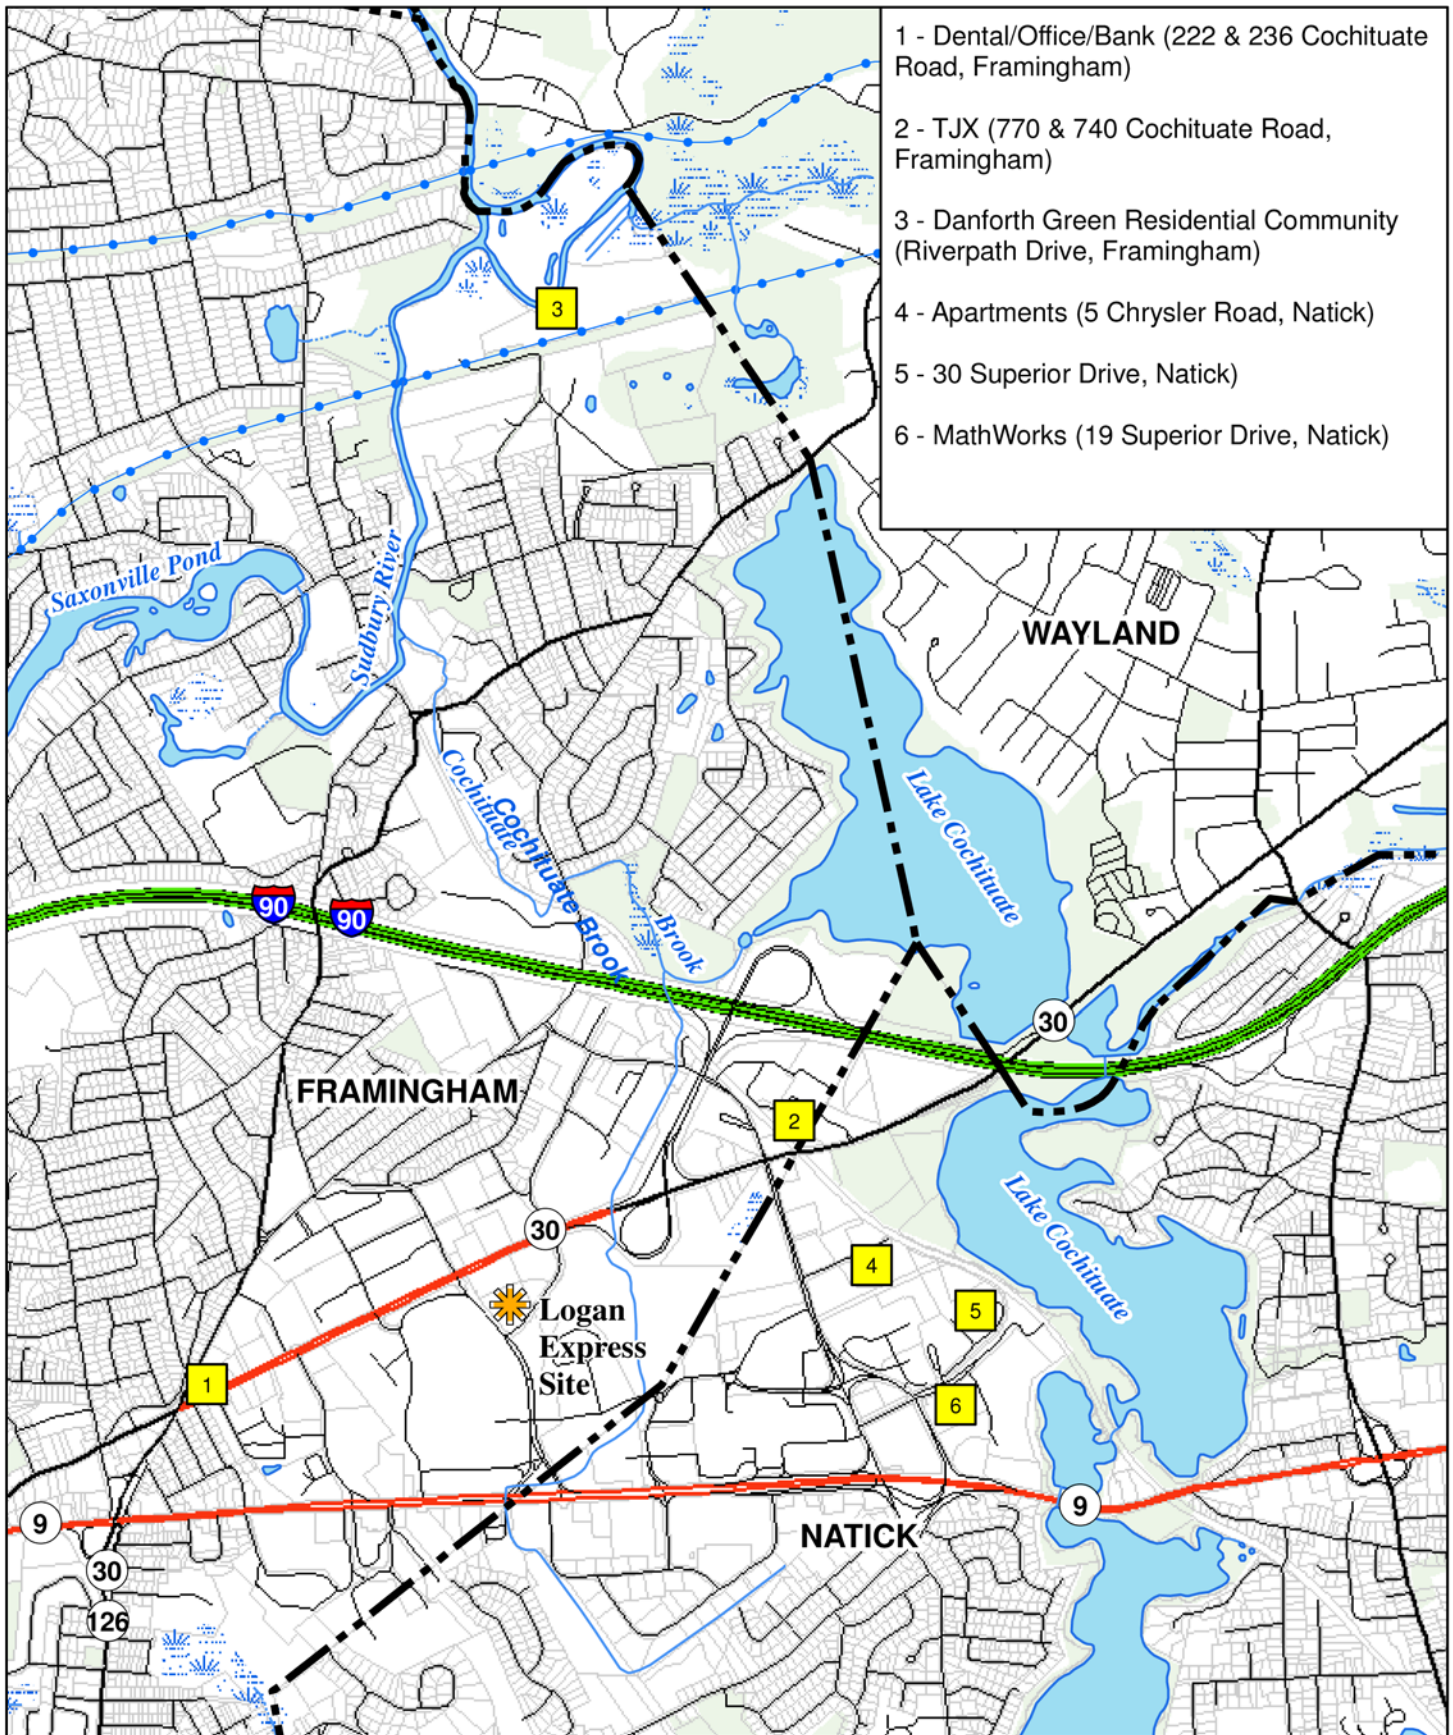 1 - Dental/Office/Bank (222 & 236 Cochituate
Road, Framingham)
2 - TJX (770 & 740 Cochituate Road,
Framingham)
3 - Danforth Green Residential Community
(Riverpath Drive, Framingham)
4 - Apartments (5 Chrysler Road, Natick)
5 - 30 Superior Drive, Natick)
6 - MathWorks (19 Superior Drive, Natick)
3
Saxonville Pond
Sudbury River
WAYLAND
Cochituate
Cochituate Brook
Brook
Lake Cochituate
90
90
30
FRAMINGHAM
2
Lake Cochituate
30
4
Logan
Express
Site
5
1
6
9
9
NATICK
30
126